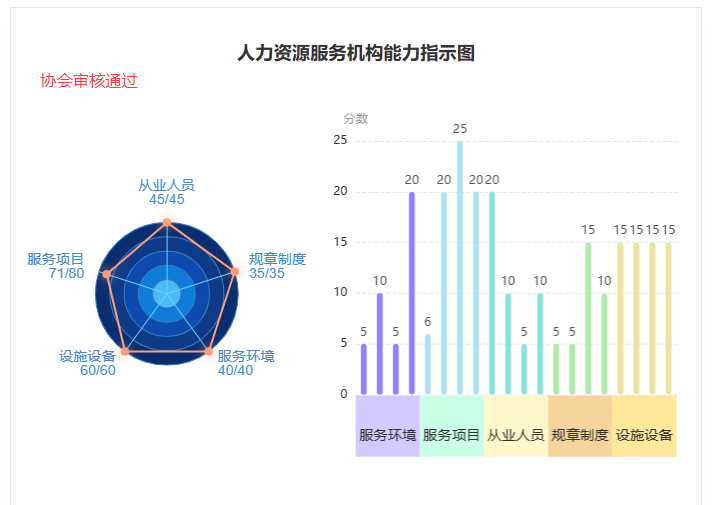 人力资源服务机构能力指示图
协会审核通过
从业人员
45/45
服务项目
71/80
规章制度
35/35
设施设备
60/60
服务环境
40/40
分数
25
20
15
10
5
0
5 10 5 20 6 20 25 20 20 10 5 10 5 5 15 10 15 15 15 15
服务环境 服务项目 从业人员 规章制度 设施设备